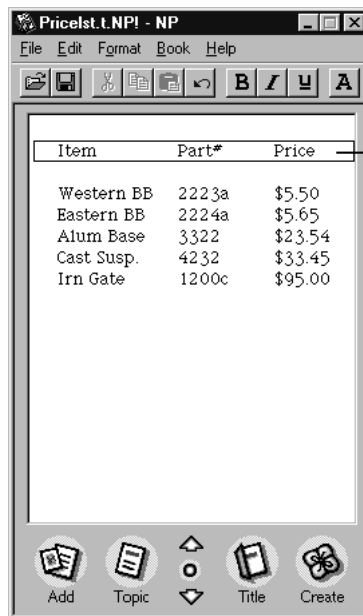 Pricelst.t.NP! - NP
File Edit Format Book Help
B I U A
Item Part# Price
Western BB 2223a $5.50
Eastern BB 2224a $5.65
Alum Base 3322 $23.54
Cast Susp. 4232 $33.45
Irn Gate 1200c $95.00
Add Topic Title Create